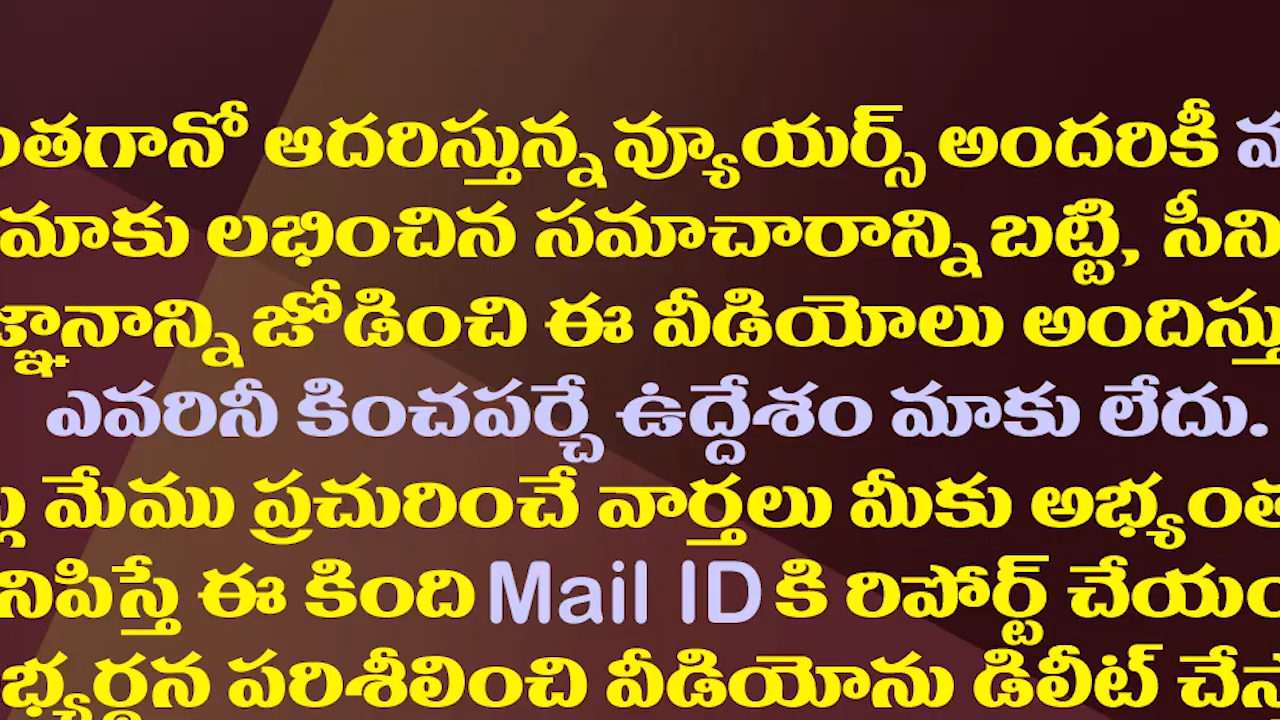 ంతగానో ఆదరిస్తున్న వ్యూయర్స్ అందరికీ
మాకు లభించిన సమాచారాన్ని బట్టి, సీని
జ్ఞానాన్ని జోడించి ఈ వీడియోలు అందిస్తు
ఎవరినీ కించపర్చే ఉద్దేశం మాకు లేదు.
మేము ప్రచురించే వార్తలు మీకు అభ్యంత
నిపిస్తే ఈ కింది Mail ID కి రిపోర్ట్ చేయం
భ్యర్థన పరిశీలించి వీడియోను డిలీట్ చేస